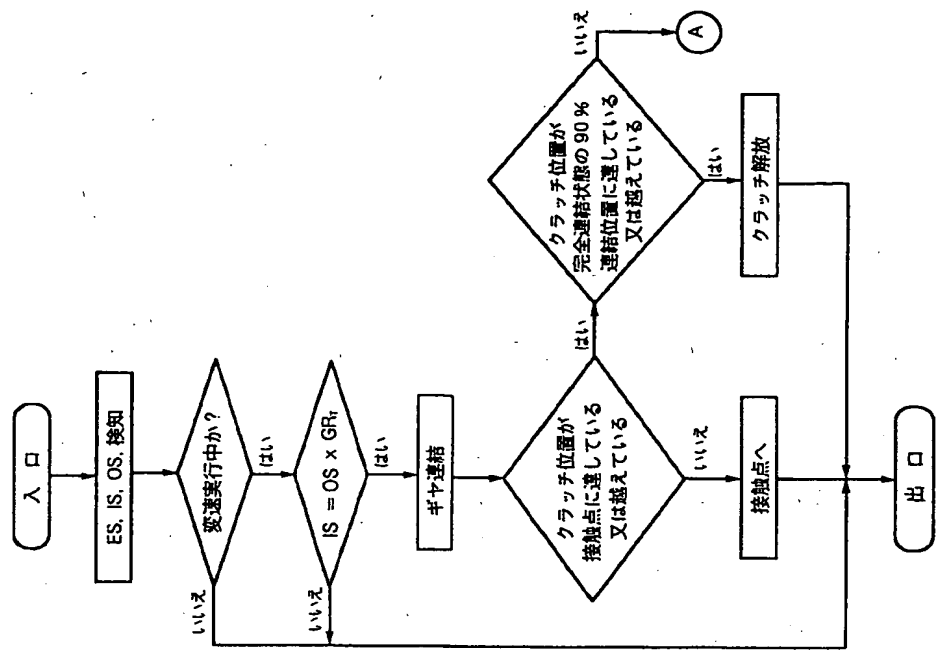 入口
ES, IS, OS, 検知
変速実行中か？
いいえ
はい
IS = OS x GRT
いいえ
はい
ギヤ連結
クラッチ位置が
接触点に達している
又は越えている
はい
いいえ
クラッチ位置が
完全連結状態の90%
連結位置に達している
又は越えている
いいえ
A
はい
接触点へ
クラッチ解放
出口